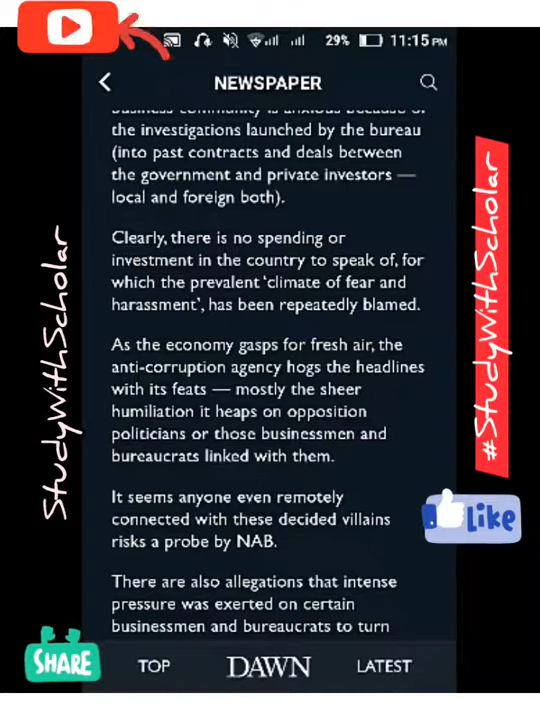 29% 11:15 PM
NEWSPAPER
the investigations launched by the bureau
(into past contracts and deals between
the government and private investors —
local and foreign both).
Clearly, there is no spending or
investment in the country to speak of, for
which the prevalent 'climate of fear and
harassment', has been repeatedly blamed.
As the economy gasps for fresh air, the
anti-corruption agency hogs the headlines
with its feats — mostly the sheer
humiliation it heaps on opposition
politicians or those businessmen and
bureaucrats linked with them.
It seems anyone even remotely
connected with these decided villains
risks a probe by NAB.
There are also allegations that intense
pressure was exerted on certain
businessmen and bureaucrats to turn
TOP DAWN LATEST
StudyWithScholar
#StudyWithScholar
Like
SHARE